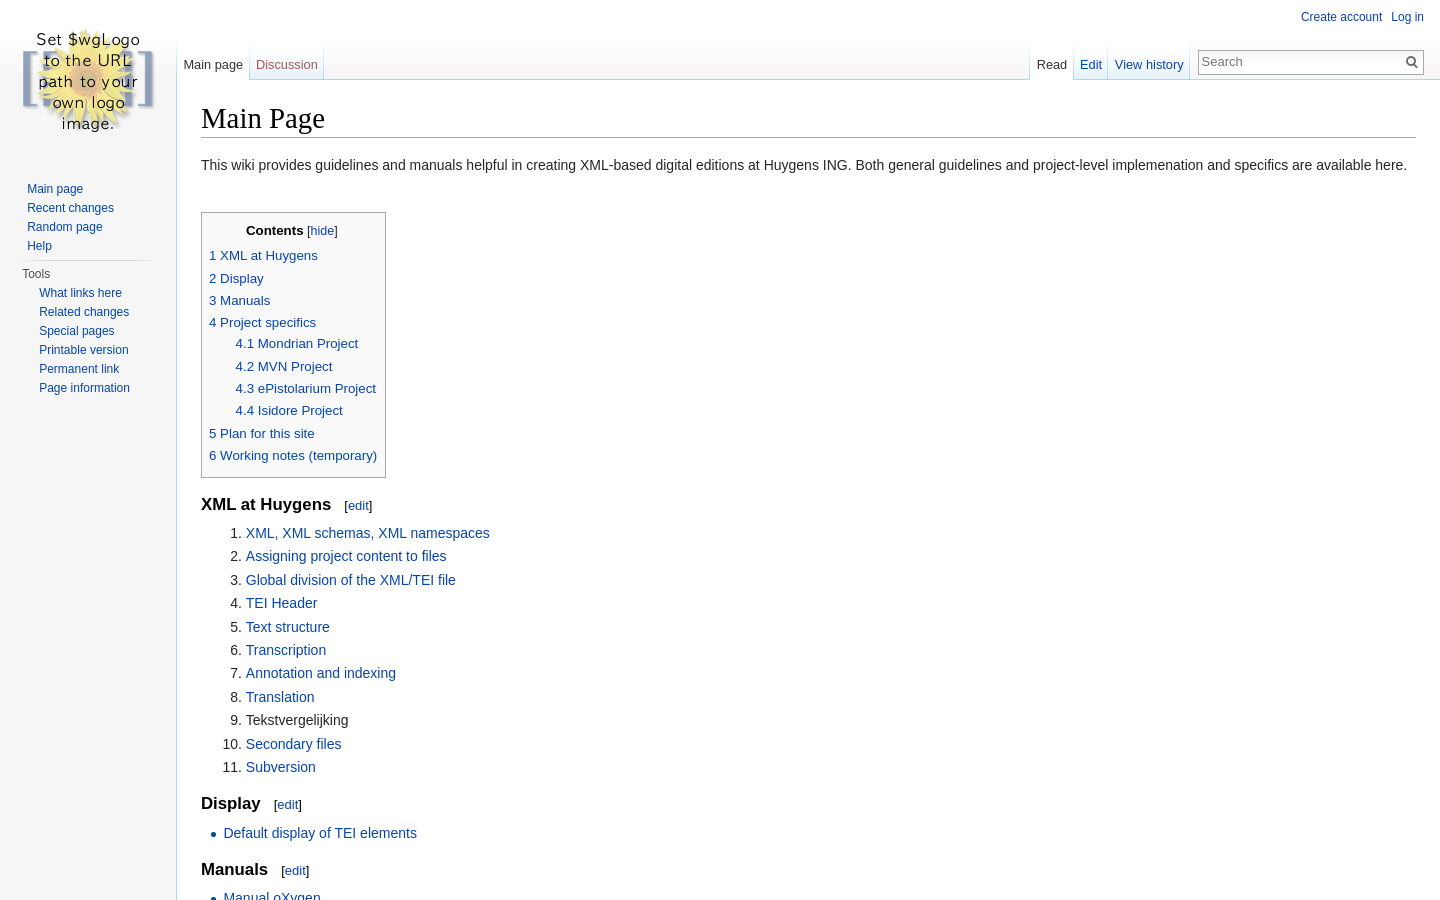 Create account Log in
Set $wgLogo
to the URL
path to your
own logo
image.
Main page Discussion Read Edit View history Search
Main page
Recent changes
Random page
Help
Tools
What links here
Related changes
Special pages
Printable version
Permanent link
Page information
Main Page
This wiki provides guidelines and manuals helpful in creating XML-based digital editions at Huygens ING. Both general guidelines and project-level implemenation and specifics are available here.
Contents [hide]
1 XML at Huygens
2 Display
3 Manuals
4 Project specifics
4.1 Mondrian Project
4.2 MVN Project
4.3 ePistolarium Project
4.4 Isidore Project
5 Plan for this site
6 Working notes (temporary)
XML at Huygens [edit]
1. XML, XML schemas, XML namespaces
2. Assigning project content to files
3. Global division of the XML/TEI file
4. TEI Header
5. Text structure
6. Transcription
7. Annotation and indexing
8. Translation
9. Tekstvergelijking
10. Secondary files
11. Subversion
Display [edit]
• Default display of TEI elements
Manuals [edit]
• Manual oXygen